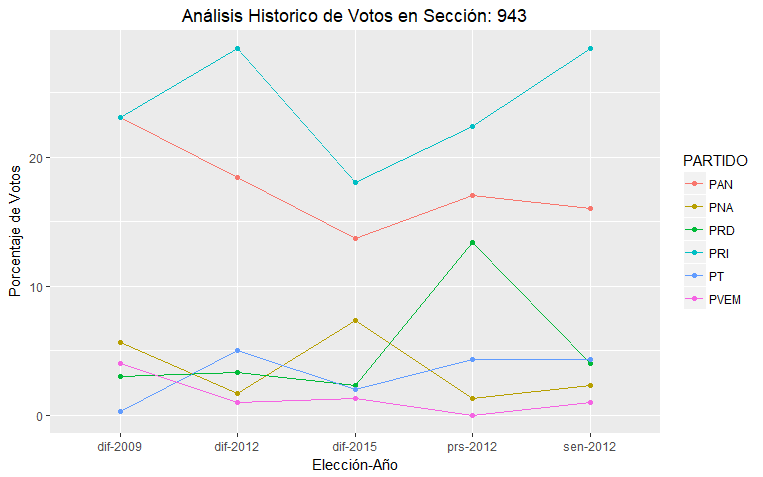 Análisis Historico de Votos en Sección: 943
Porcentaje de Votos
20
10
0
dif-2009 dif-2012 dif-2015 prs-2012 sen-2012
Elección-Año
PARTIDO
PAN
PNA
PRD
PRI
PT
PVEM